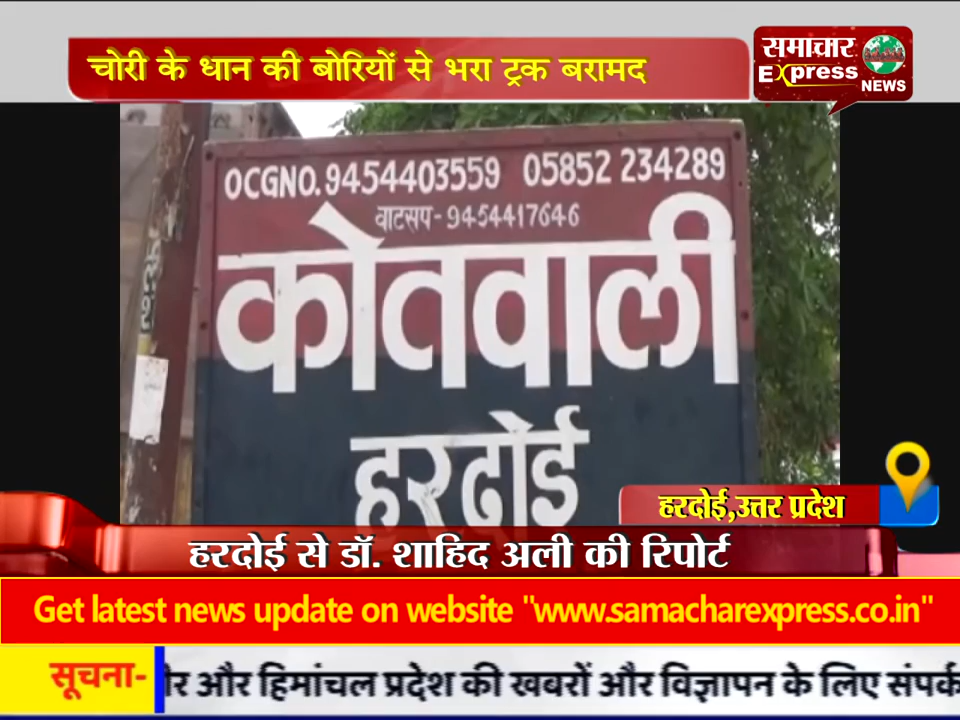 चोरी के धान की बोरियों से भरा ट्रक बरामद
समाचार
Express
NEWS
OCGNO.9454403559 05852 234289
वाटसप-9454417646
कोतवाली
हरदोई
हरदोई,उत्तर प्रदेश
हरदोई से डॉ. शाहिद अली की रिपोर्ट
Get latest news update on website "www.samacharexpress.co.in"
सूचना- और हिमांचल प्रदेश की खबरों और विज्ञापन के लिए संपर्क